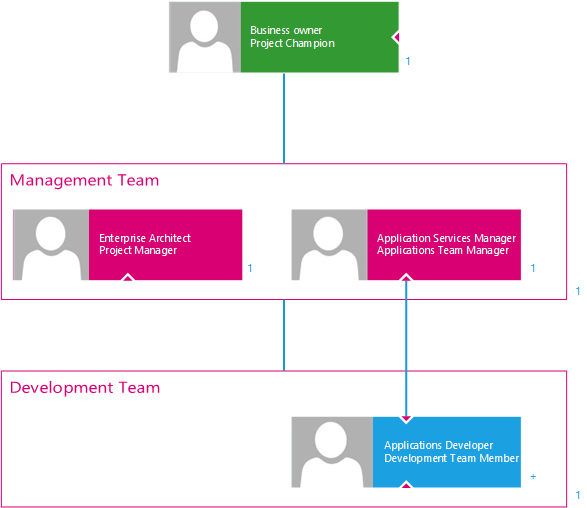 Business owner
Project Champion
1
Management Team
Enterprise Architect
Project Manager
1
Application Services Manager
Applications Team Manager
1
1
Development Team
Applications Developer
Development Team Member
+
1